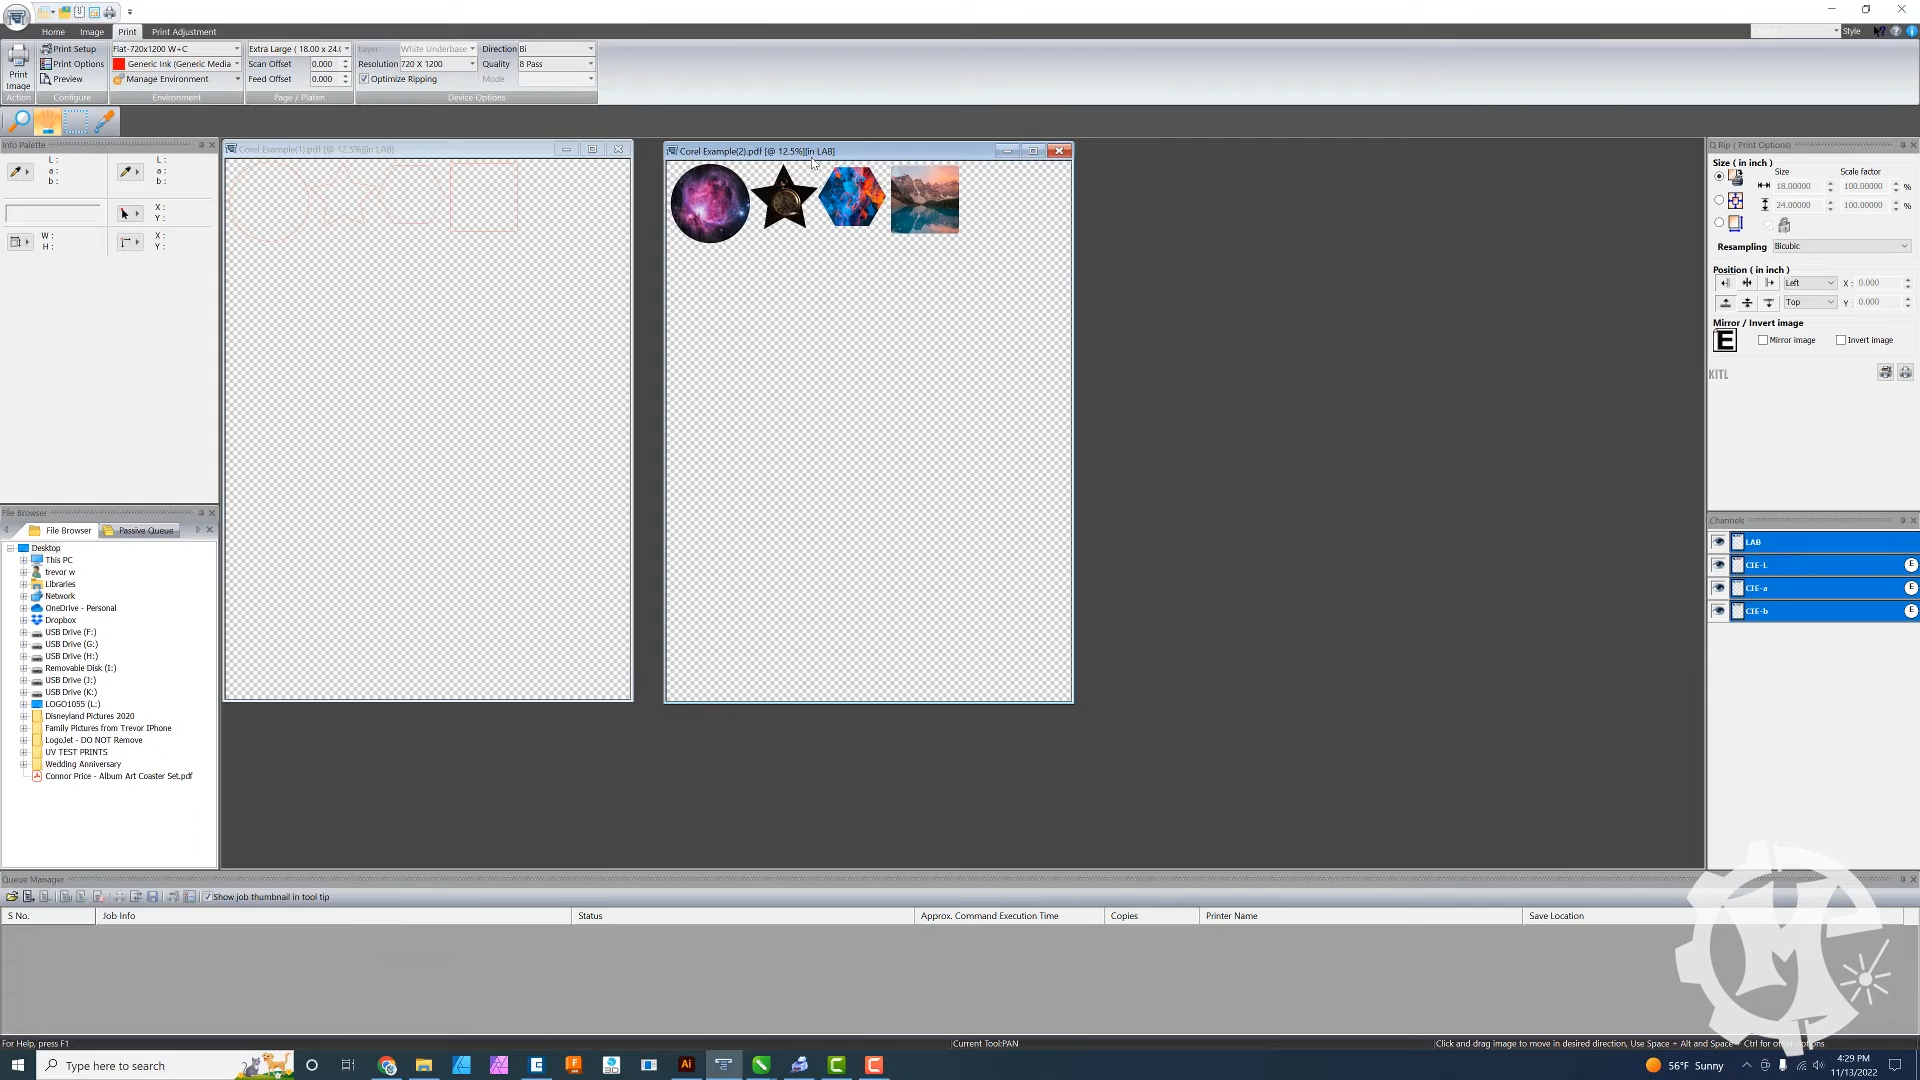 Home Image Print Print Adjustment
Style
Print Setup
Flat-720x1200 W+C
Extra Large ( 18.00 x 24.(
Layer White Underbase
Direction Bi
Print Options
Generic Ink (Generic Media
Scan Offset 0.000
Resolution 720 X 1200
Quality 8 Pass
Print
Image
Preview
Manage Environment
Feed Offset 0.000
Optimize Ripping
Mode
Action Configure Environment Page / Platen Device Options
Info Palette
L :
a :
b :
L :
a :
b :
X :
Y :
W :
H :
X :
Y :
Corel Example(1).pdf [@ 12.5%][in LAB]
Corel Example(2).pdf [@ 12.5%][in LAB]
Q Rip ( Print Options)
Size ( in inch )
Size Scale factor
18.00000 100.00000 %
24.00000 100.00000 %
Resampling Bicubic
Position ( in inch )
Left X : 0.000
Top Y : 0.000
Mirror / Invert image
E Mirror image Invert image
KITL
File Browser
File Browser Passive Queue
Desktop
This PC
trevor w
Libraries
Network
OneDrive - Personal
Dropbox
USB Drive (F:)
USB Drive (G:)
USB Drive (H:)
Removable Disk (I:)
USB Drive (J:)
USB Drive (K:)
LOGO1055 (L:)
Disneyland Pictures 2020
Family Pictures from Trevor IPhone
LogoJet - DO NOT Remove
UV TEST PRINTS
Wedding Anniversary
Connor Price - Album Art Coaster Set.pdf
Channels
LAB
CIE-L E
CIE-a E
CIE-b E
Queue Manager
Show job thumbnail in tool tip
S No. Job Info Status Approx. Command Execution Time Copies Printer Name Save Location
For Help, press F1
Current Tool:PAN
Click and drag image to move in desired direction, Use Space + Alt and Space + Ctrl for other options
Type here to search
Ai
56°F Sunny
4:29 PM
11/13/2022